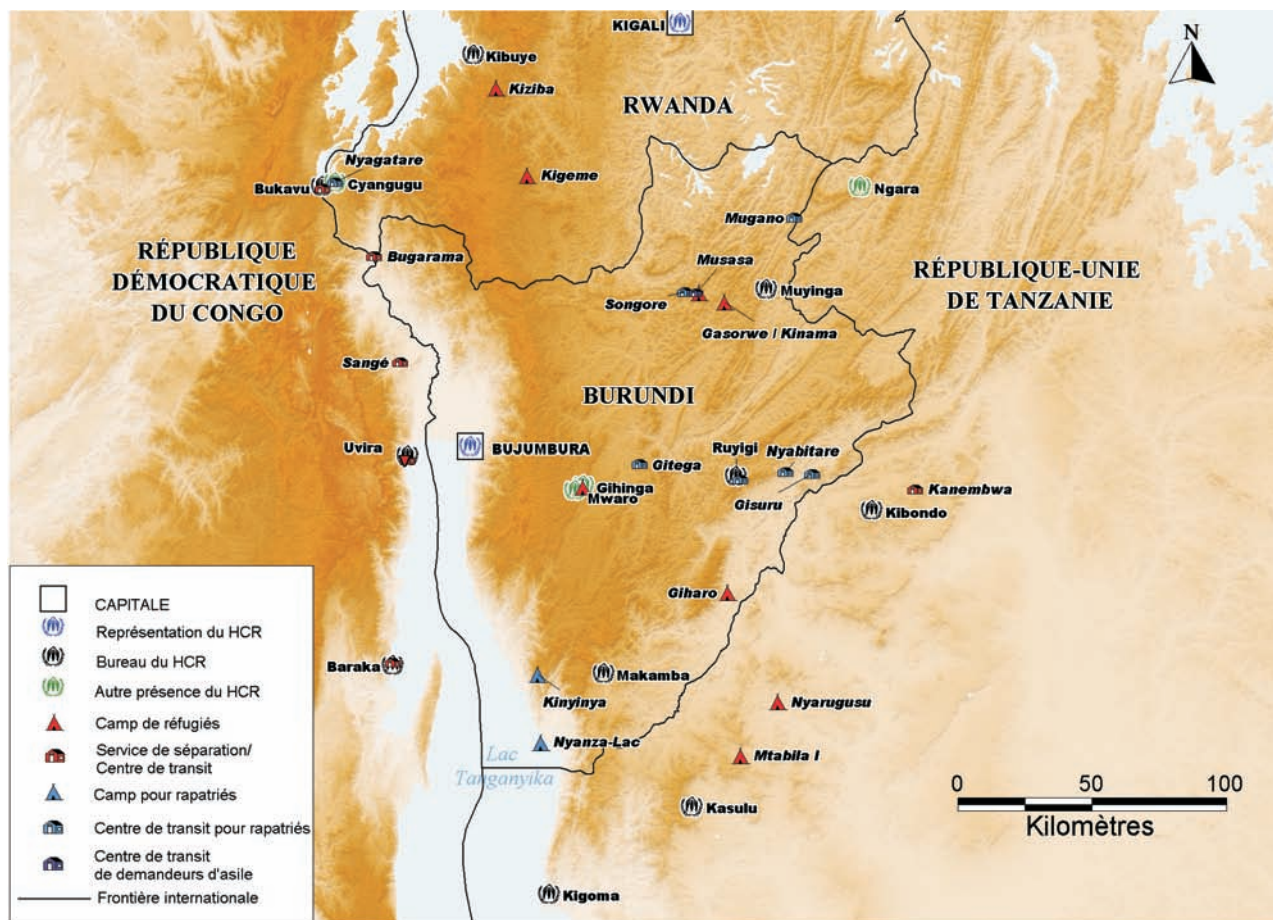 KIGALI
N
Kibuye
Kiziba
RWANDA
Nyagatare
Kigeme
Bukavu
Cyangugu
Ngara
Mugano
RÉPUBLIQUE
DÉMOCRATIQUE
DU CONGO
Bugarama
Musasa
RÉPUBLIQUE-UNIE
DE TANZANIE
Muyinga
Songore
Gasorwe / Kinama
Sangé
BURUNDI
Uvira
BUJUMBURA
Ruyigi
Nyabitare
Gitega
Gihinga
Mwaro
Gisuru
Kanembwa
Kibondo
Giharo
Baraka
Makamba
Kinyinya
Nyarugusu
Nyanza-Lac
Lac
Tanganyika
Mtabila I
Kasulu
Kigoma
0 50 100
Kilomètres
CAPITALE
Représentation du HCR
Bureau du HCR
Autre présence du HCR
Camp de réfugiés
Service de séparation/
Centre de transit
Camp pour rapatriés
Centre de transit pour rapatriés
Centre de transit
de demandeurs d'asile
Frontière internationale